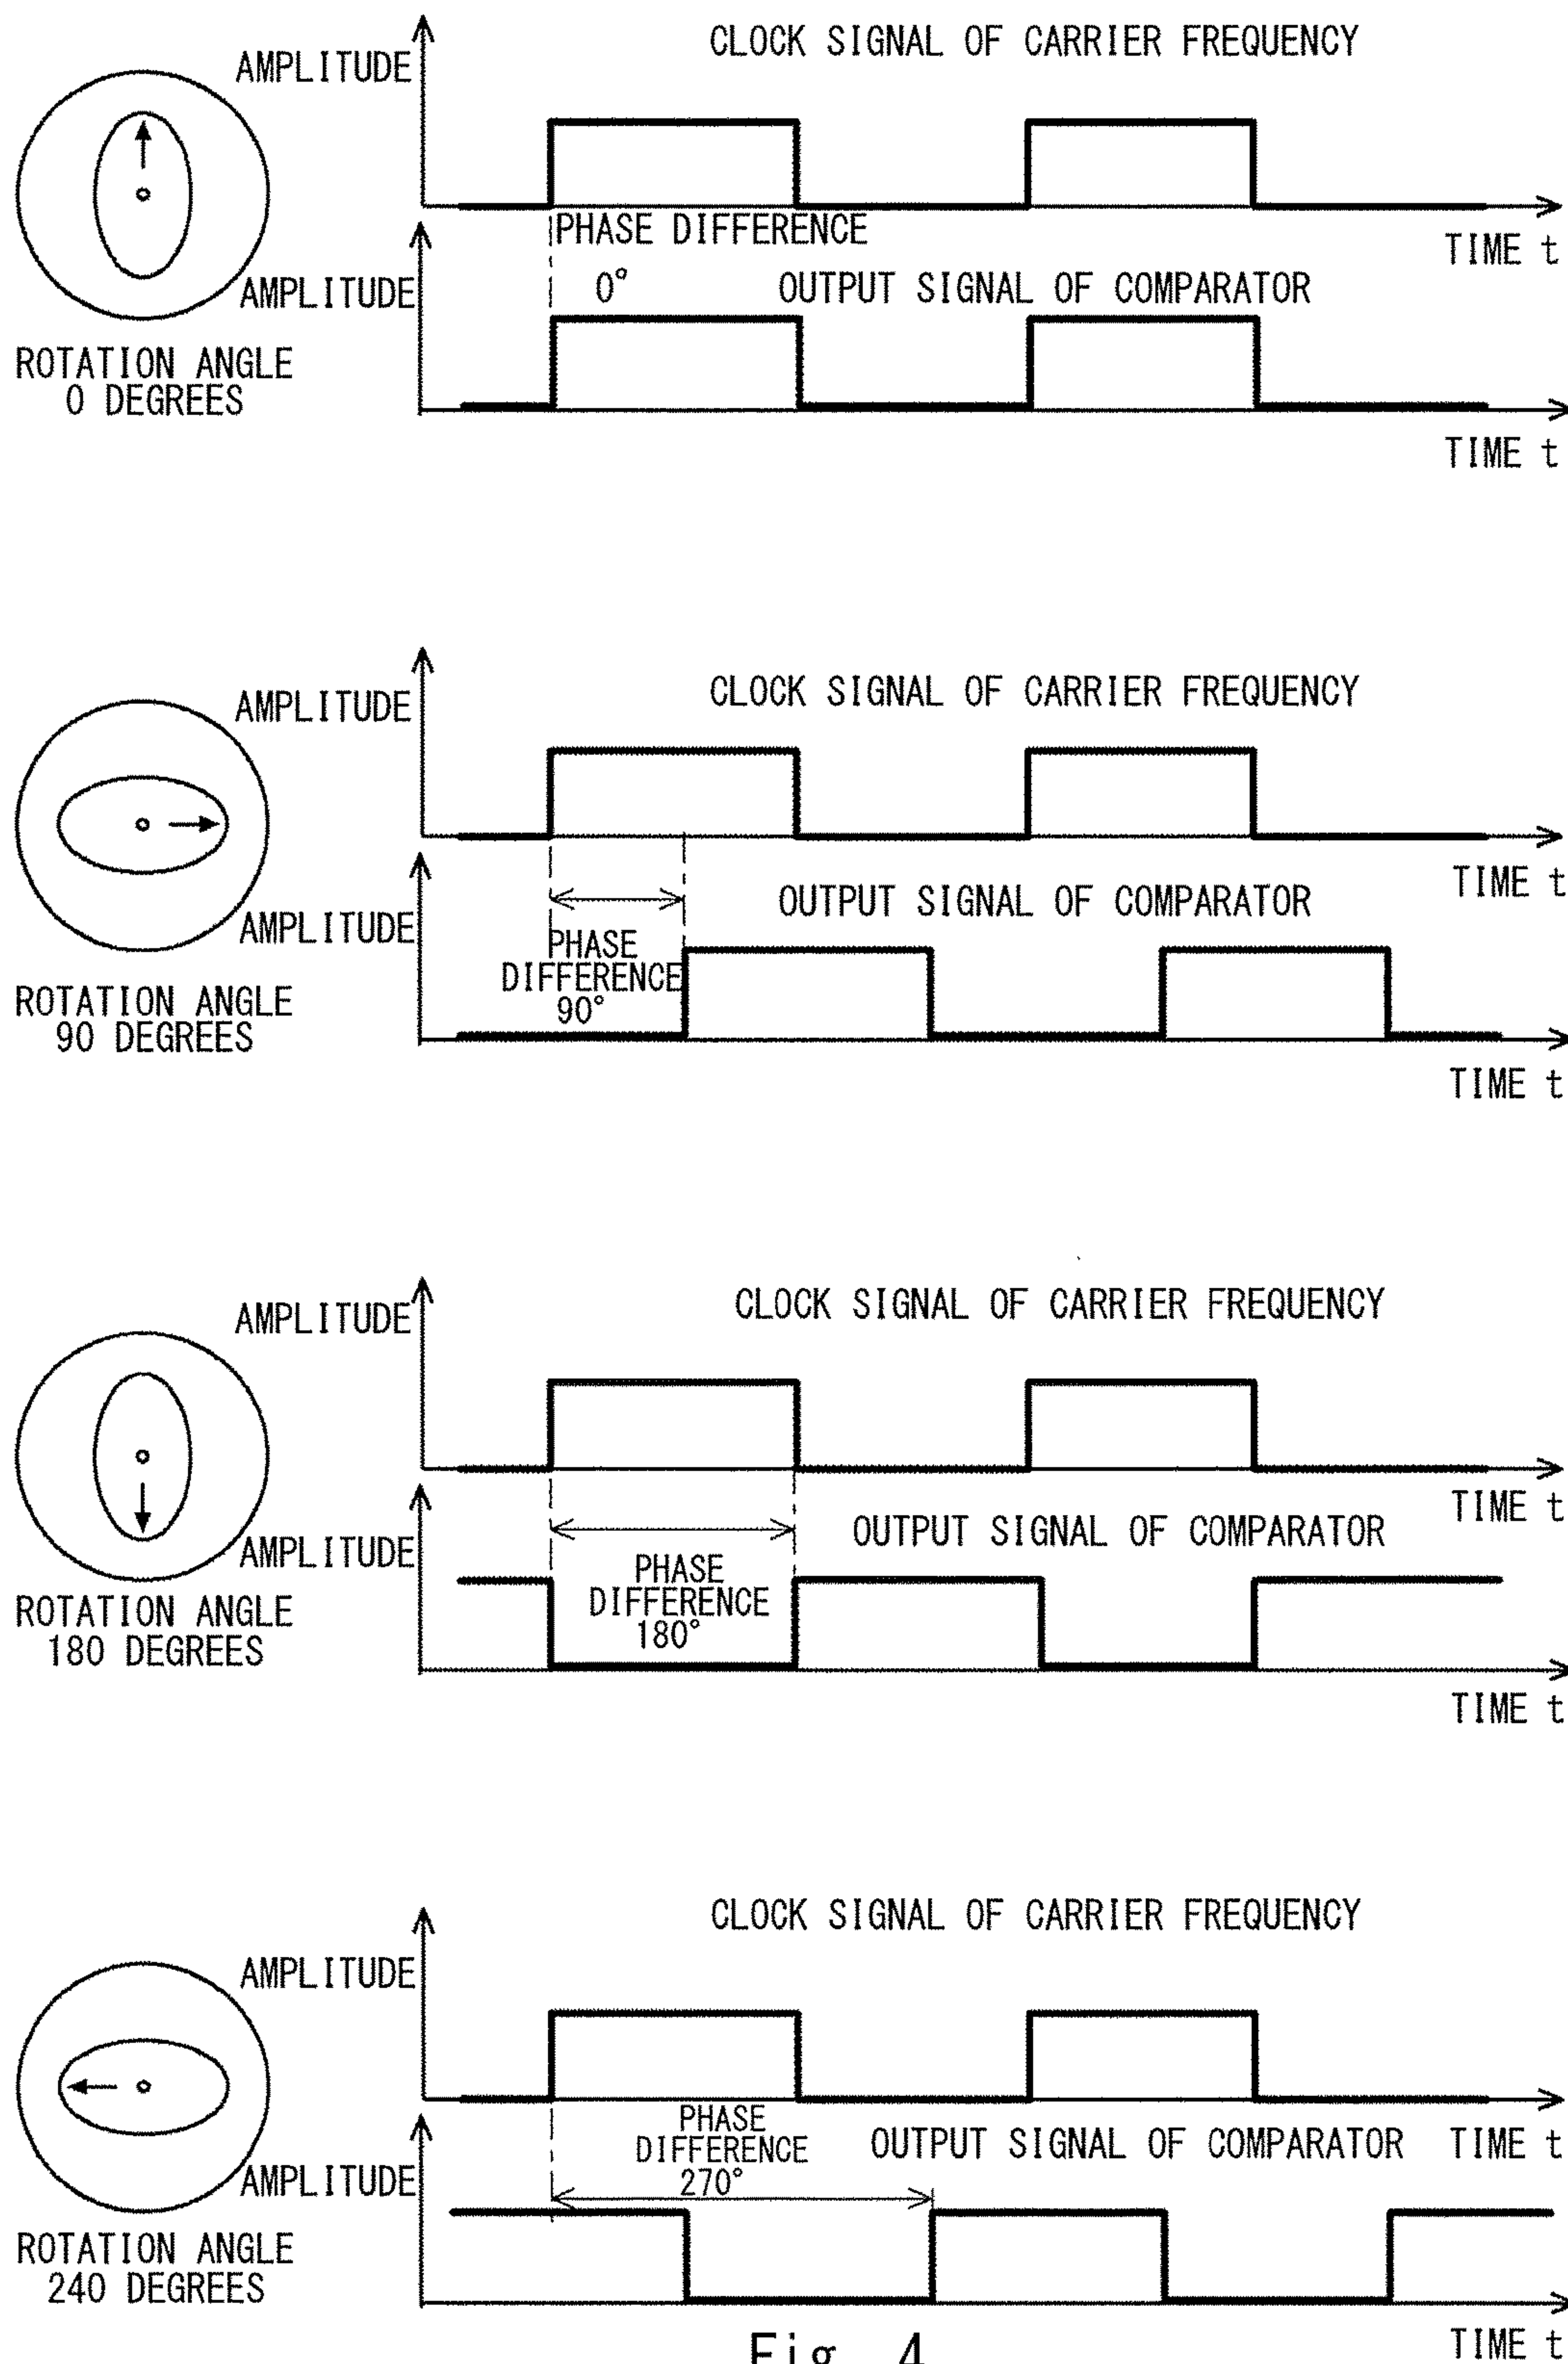 CLOCK SIGNAL OF CARRIER FREQUENCY
AMPLITUDE
PHASE DIFFERENCE
TIME t
0°
OUTPUT SIGNAL OF COMPARATOR
AMPLITUDE
ROTATION ANGLE
0 DEGREES
TIME t
CLOCK SIGNAL OF CARRIER FREQUENCY
AMPLITUDE
TIME t
OUTPUT SIGNAL OF COMPARATOR
AMPLITUDE
PHASE
DIFFERENCE
90°
ROTATION ANGLE
90 DEGREES
TIME t
CLOCK SIGNAL OF CARRIER FREQUENCY
AMPLITUDE
TIME t
OUTPUT SIGNAL OF COMPARATOR
AMPLITUDE
PHASE
DIFFERENCE
180°
ROTATION ANGLE
180 DEGREES
TIME t
CLOCK SIGNAL OF CARRIER FREQUENCY
AMPLITUDE
PHASE
DIFFERENCE
270°
OUTPUT SIGNAL OF COMPARATOR
TIME t
AMPLITUDE
ROTATION ANGLE
240 DEGREES
TIME t
Fig. 4